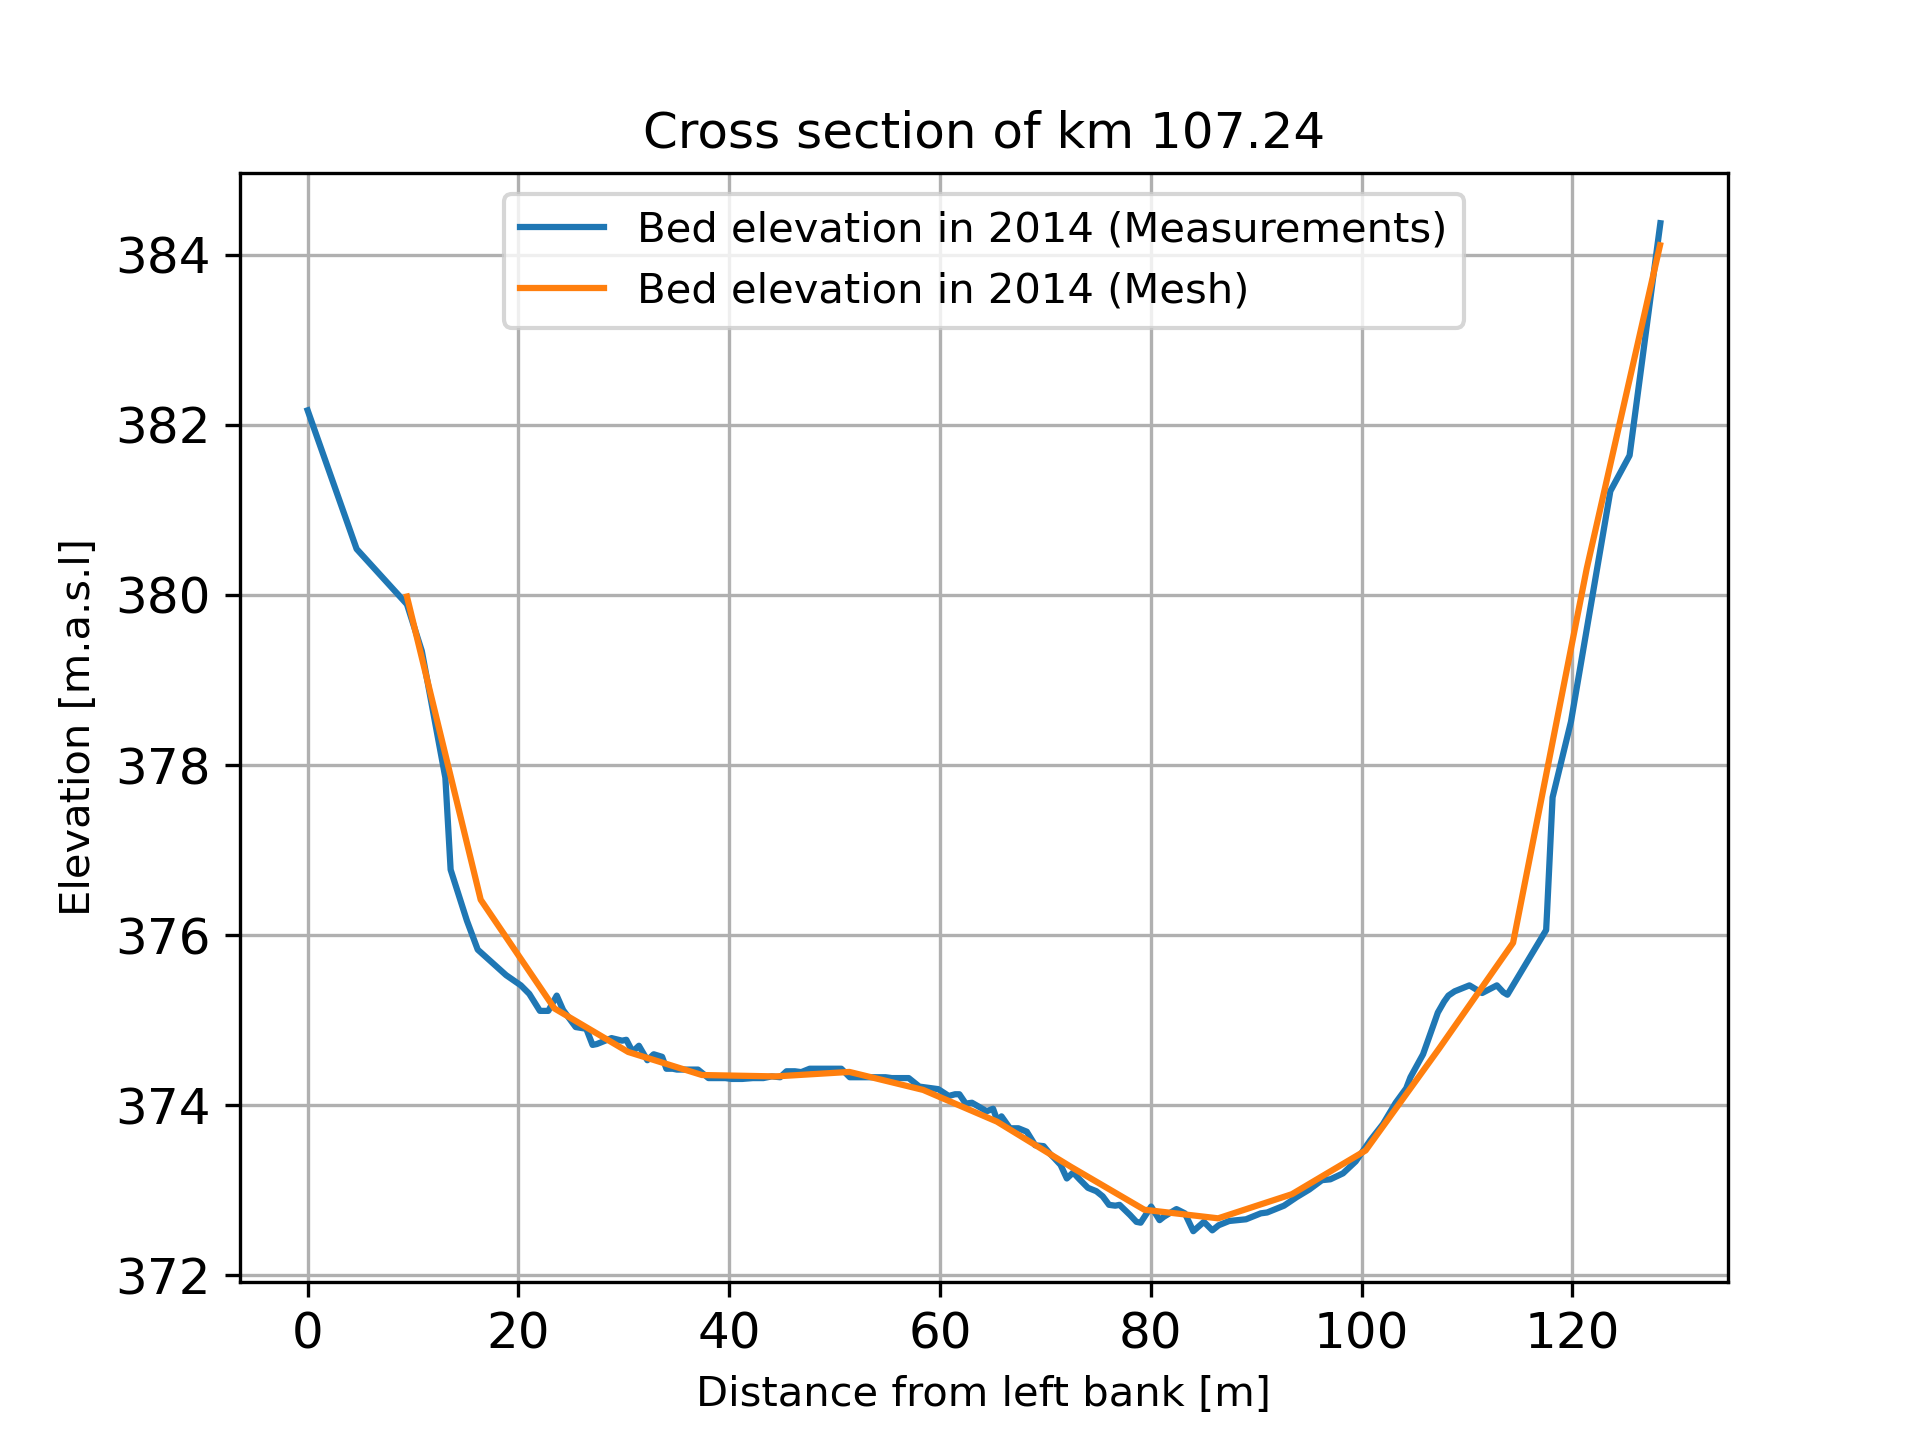 Cross section of km 107.24
Bed elevation in 2014 (Measurements)
Bed elevation in 2014 (Mesh)
384
382
380
378
376
374
372
Elevation [m.a.s.l]
0 20 40 60 80 100 120
Distance from left bank [m]